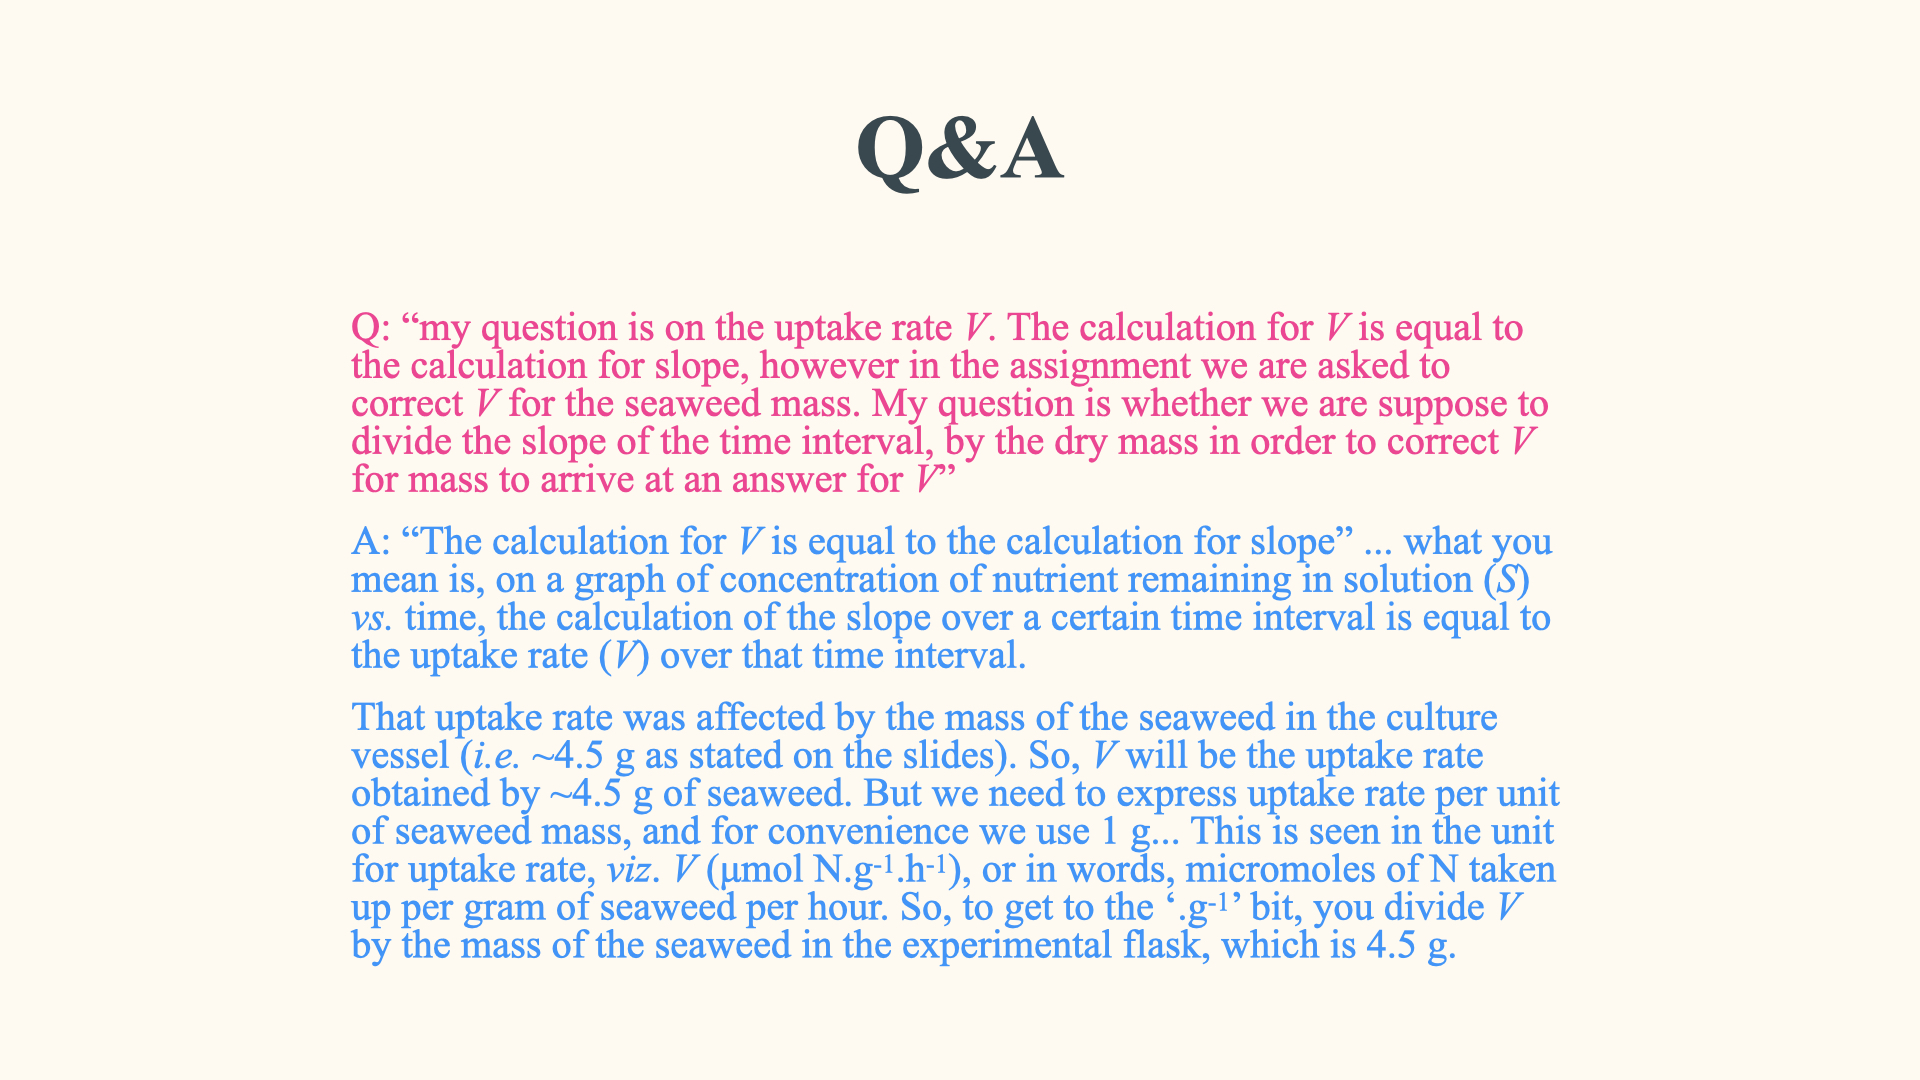 Q&A
Q: “my question is on the uptake rate V. The calculation for V is equal to
the calculation for slope, however in the assignment we are asked to
correct V for the seaweed mass. My question is whether we are suppose to
divide the slope of the time interval, by the dry mass in order to correct V
for mass to arrive at an answer for V”
A: “The calculation for V is equal to the calculation for slope” ... what you
mean is, on a graph of concentration of nutrient remaining in solution (S)
vs. time, the calculation of the slope over a certain time interval is equal to
the uptake rate (V) over that time interval.
That uptake rate was affected by the mass of the seaweed in the culture
vessel (i.e. ~4.5 g as stated on the slides). So, V will be the uptake rate
obtained by ~4.5 g of seaweed. But we need to express uptake rate per unit
of seaweed mass, and for convenience we use 1 g... This is seen in the unit
for uptake rate, viz. V (μmol N.g⁻¹.h⁻¹), or in words, micromoles of N taken
up per gram of seaweed per hour. So, to get to the ‘.g⁻¹’ bit, you divide V
by the mass of the seaweed in the experimental flask, which is 4.5 g.